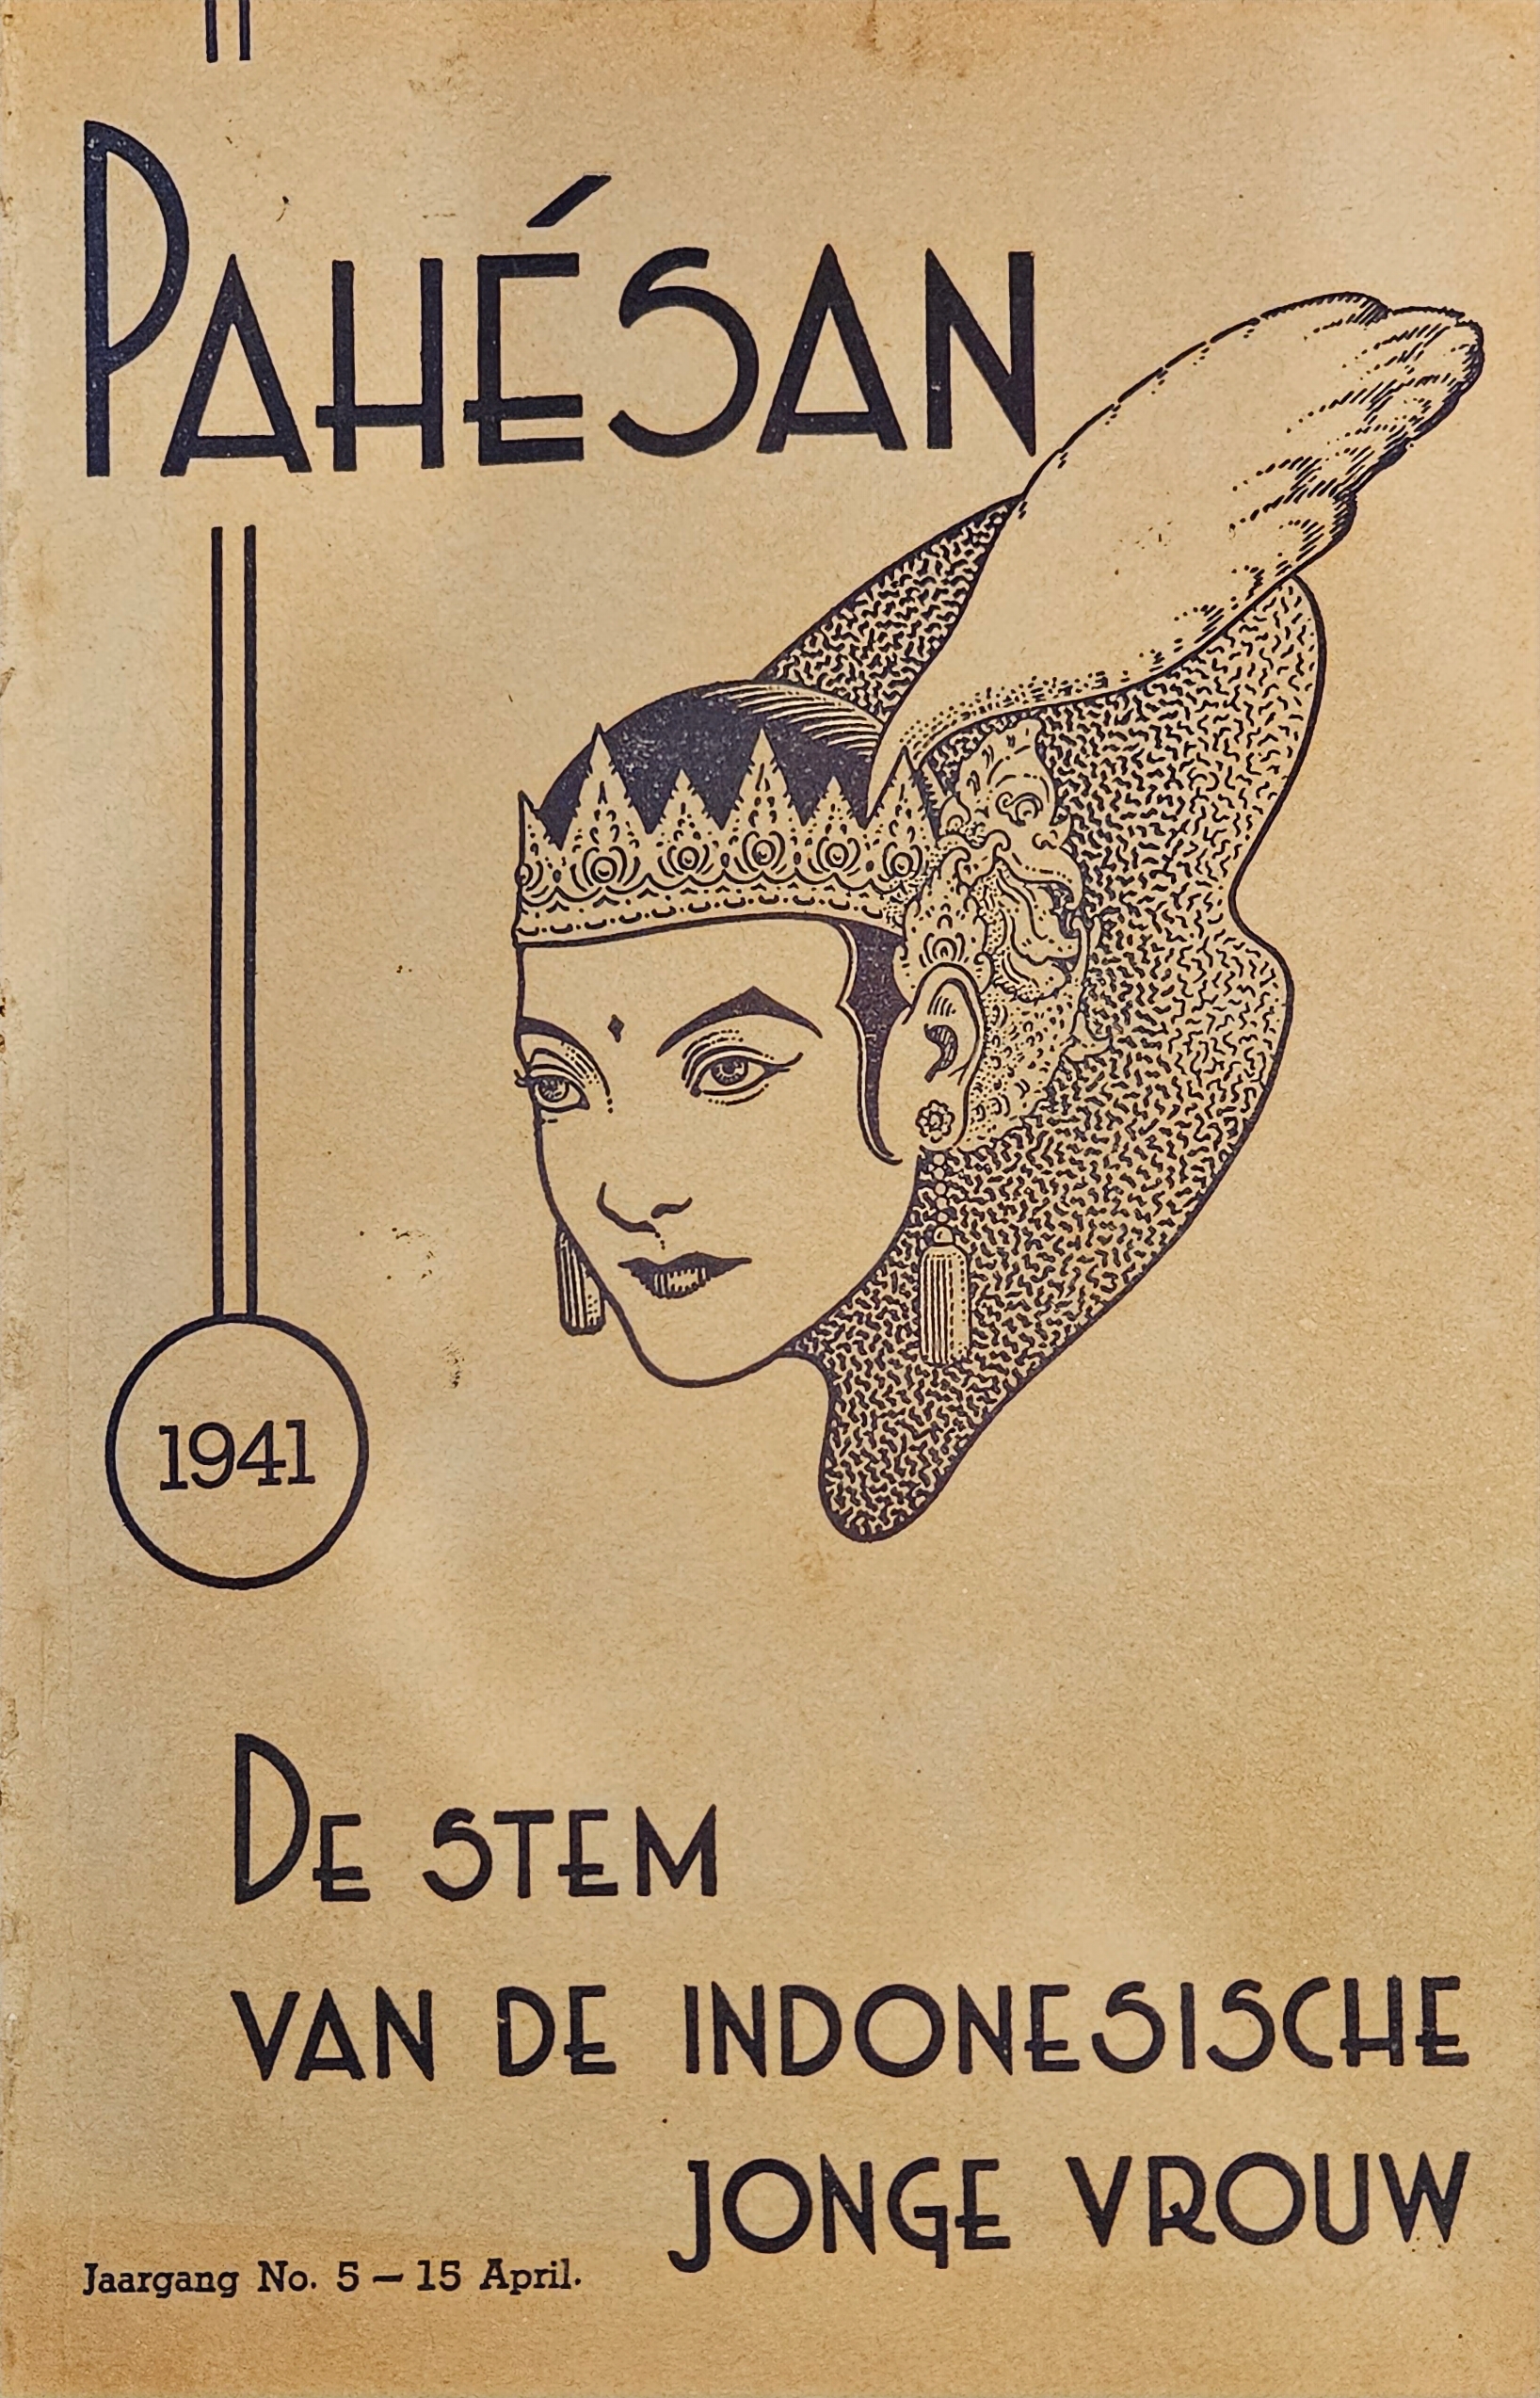 PAHÉSAN
1941
DE STEM
VAN DE INDONESISCHE
JONGE VROUW
Jaargang No. 5 — 15 April.